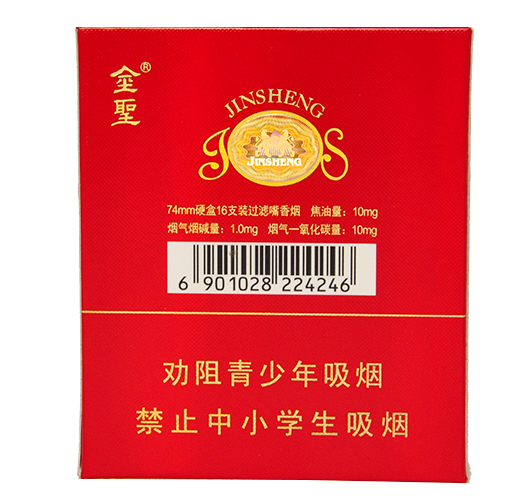 金聖®
JINSHENG
JS
JINSHENG
74mm硬盒16支装过滤嘴香烟 焦油量：10mg
烟气烟碱量：1.0mg 烟气一氧化碳量：10mg
6 901028 224246
劝阻青少年吸烟
禁止中小学生吸烟